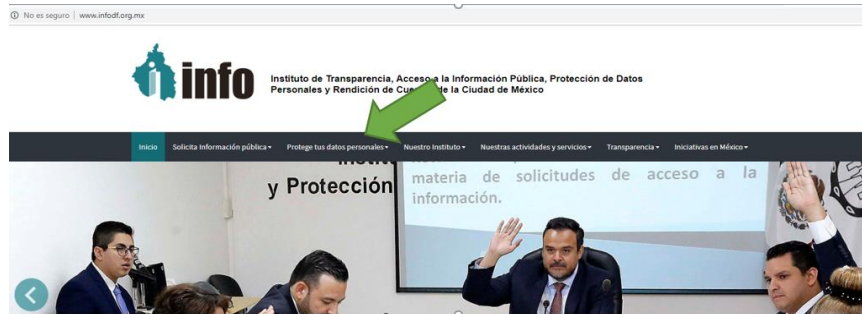 No es seguro | www.infodf.org.mx
info
Instituto de Transparencia, Acceso a la Información Pública, Protección de Datos
Personales y Rendición de de la Ciudad de México
Inicio Solicita Información pública Protege tus datos personales Nuestro Instituto Nuestras actividades y servicios Transparencia Iniciativas en México
y Protección
materia de solicitudes de acceso a la
información.